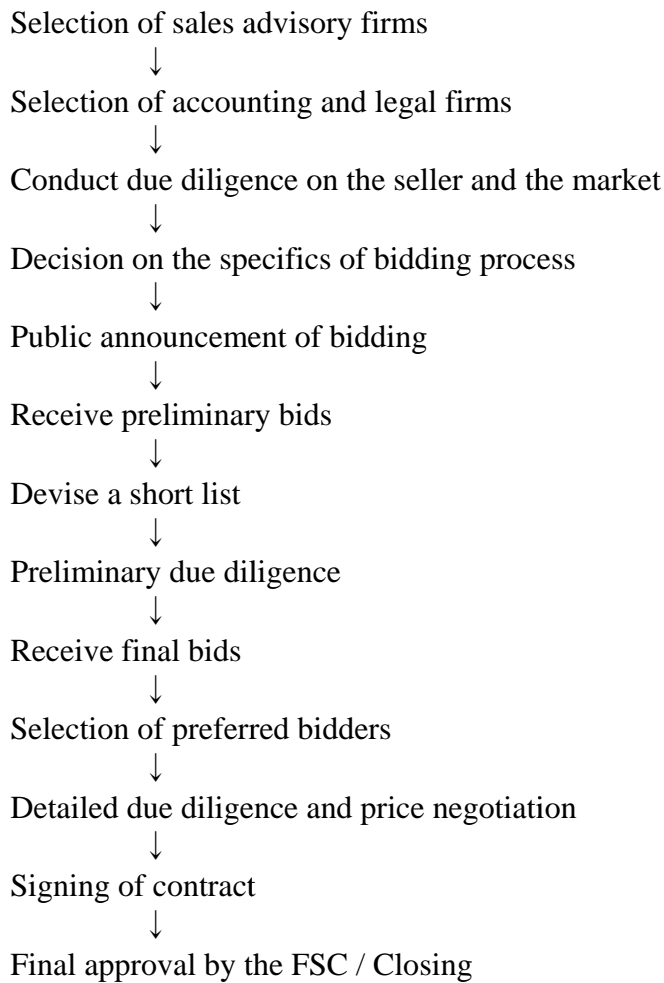 Selection of sales advisory firms
↓
Selection of accounting and legal firms
↓
Conduct due diligence on the seller and the market
↓
Decision on the specifics of bidding process
↓
Public announcement of bidding
↓
Receive preliminary bids
↓
Devise a short list
↓
Preliminary due diligence
↓
Receive final bids
↓
Selection of preferred bidders
↓
Detailed due diligence and price negotiation
↓
Signing of contract
↓
Final approval by the FSC / Closing